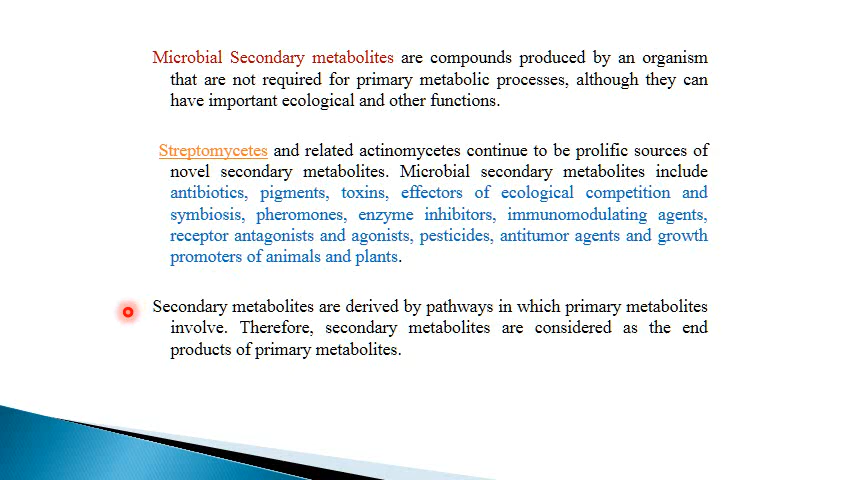 Microbial Secondary metabolites are compounds produced by an organism
that are not required for primary metabolic processes, although they can
have important ecological and other functions.
Streptomycetes and related actinomycetes continue to be prolific sources of
novel secondary metabolites. Microbial secondary metabolites include
antibiotics, pigments, toxins, effectors of ecological competition and
symbiosis, pheromones, enzyme inhibitors, immunomodulating agents,
receptor antagonists and agonists, pesticides, antitumor agents and growth
promoters of animals and plants.
Secondary metabolites are derived by pathways in which primary metabolites
involve. Therefore, secondary metabolites are considered as the end
products of primary metabolites.